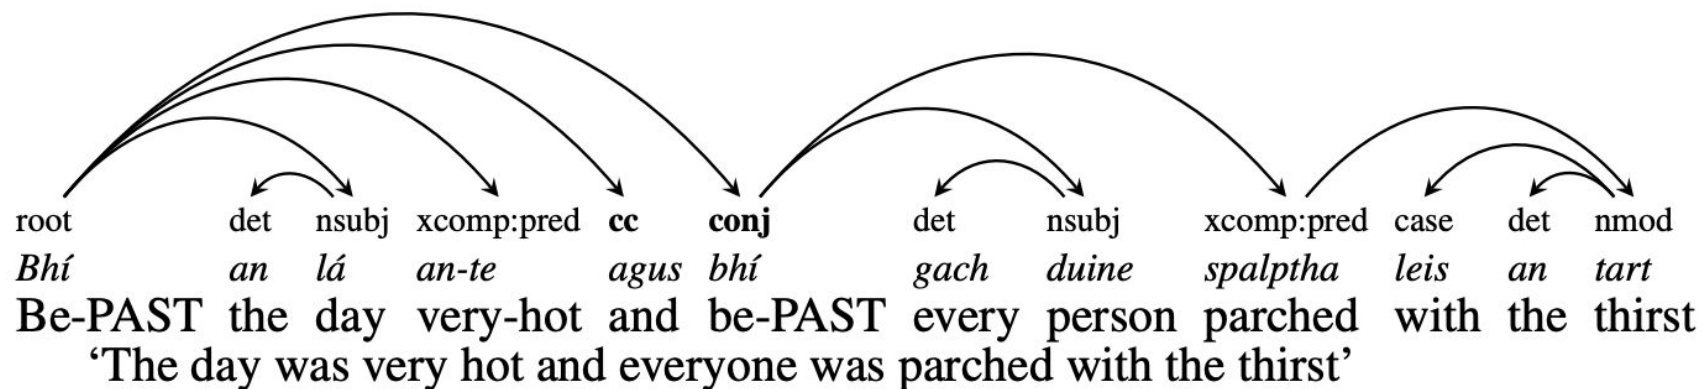 root det nsubj xcomp:pred cc conj det nsubj xcomp:pred case det nmod
Bhí an lá an-te agus bhí gach duine spalptha leis an tart
Be-PAST the day very-hot and be-PAST every person parched with the thirst
‘The day was very hot and everyone was parched with the thirst’